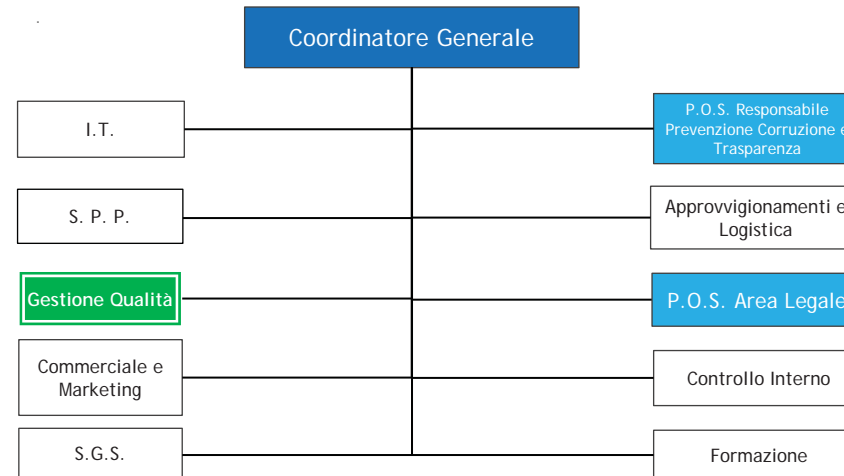 Coordinatore Generale
I.T.
P.O.S. Responsabile
Prevenzione Corruzione e
Trasparenza
S. P. P.
Approvvigionamenti e
Logistica
Gestione Qualità
P.O.S. Area Legale
Commerciale e
Marketing
Controllo Interno
S.G.S.
Formazione